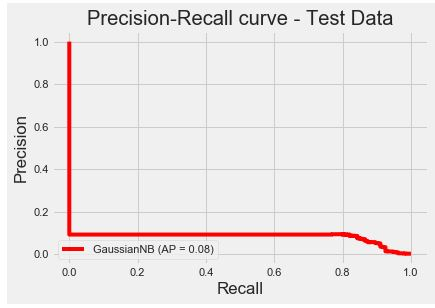 Precision-Recall curve - Test Data
1.0
0.8
0.6
0.4
0.2
0.0
Precision
GaussianNB (AP = 0.08)
0.0 0.2 0.4 0.6 0.8 1.0
Recall